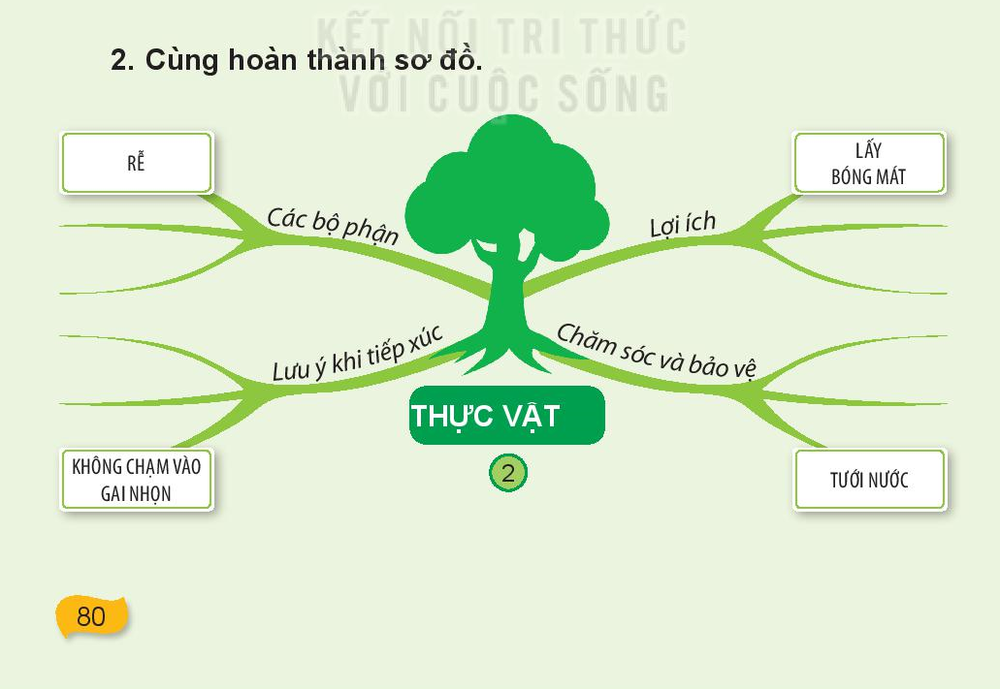 KẾT NỐI TRI THỨC
2. Cùng hoàn thành sơ đồ.
VỚI CUỘC SỐNG
RỄ
LẤY
BÓNG MÁT
Các bộ phận
Lợi ích
Lưu ý khi tiếp xúc
Chăm sóc và bảo vệ
THỰC VẬT
KHÔNG CHẠM VÀO
GAI NHỌN
2
TƯỚI NƯỚC
80